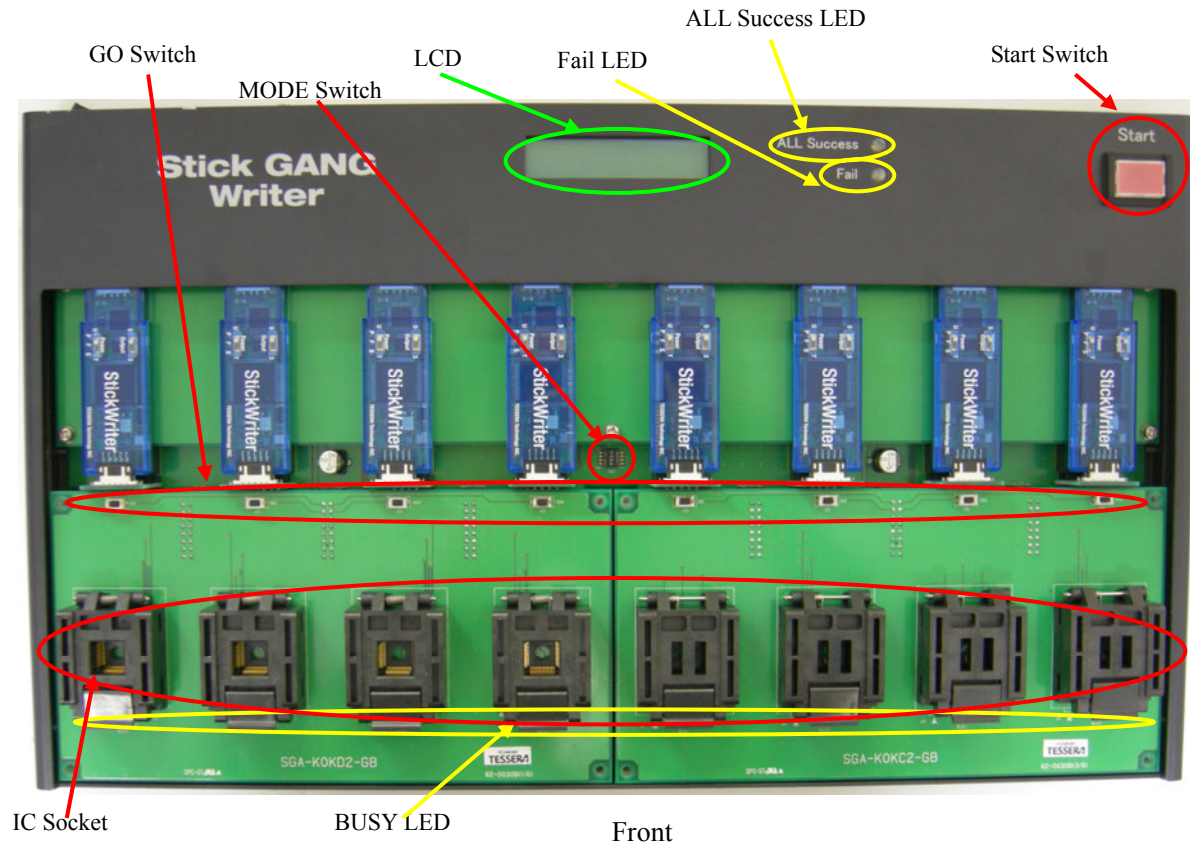 ALL Success LED
GO Switch
LCD
Fail LED
Start Switch
MODE Switch
Start
ALL Success
Fail
Stick GANG
Writer
StickWriter
StickWriter
StickWriter
StickWriter
StickWriter
StickWriter
StickWriter
StickWriter
SGA-K0KD2-GB
TESSERA
SGA-K0KC2-GB
TESSERA
IC Socket
BUSY LED
Front